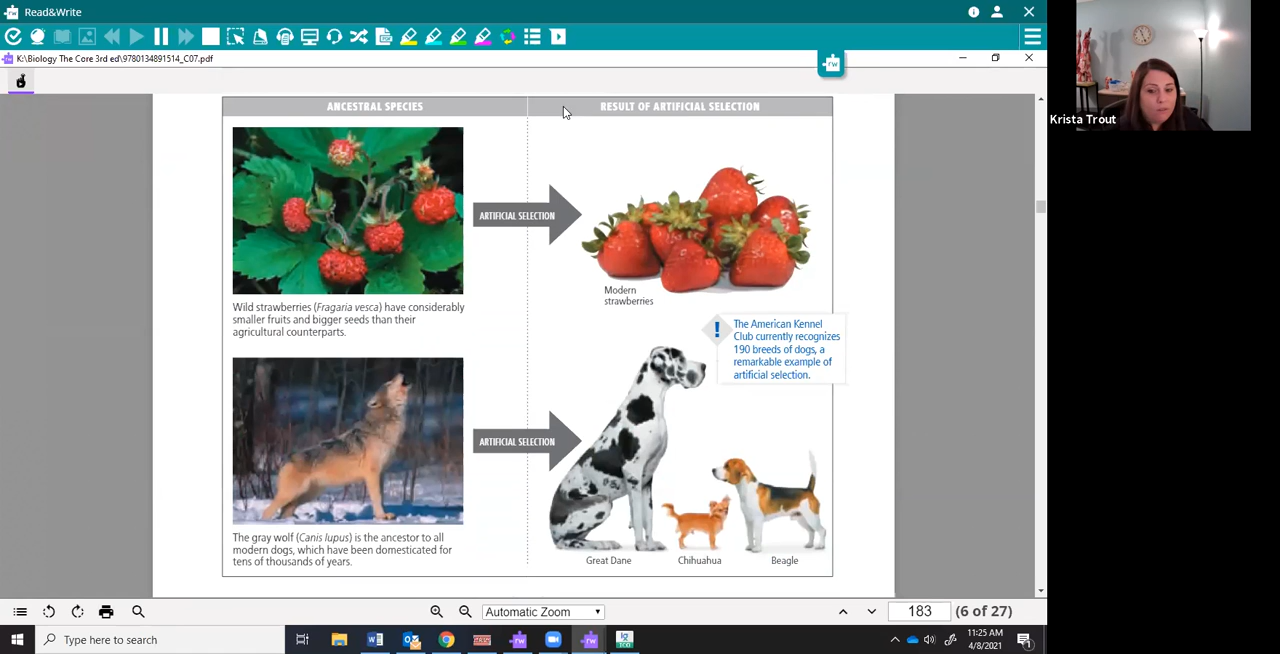 Read&Write
K:\Biology The Core 3rd ed\9780134891514_C07.pdf
rw
Krista Trout
ANCESTRAL SPECIES
RESULT OF ARTIFICIAL SELECTION
ARTIFICIAL SELECTION
Modern
strawberries
Wild strawberries (Fragaria vesca) have considerably
smaller fruits and bigger seeds than their
agricultural counterparts.
! The American Kennel
Club currently recognizes
190 breeds of dogs, a
remarkable example of
artificial selection.
ARTIFICIAL SELECTION
The gray wolf (Canis lupus) is the ancestor to all
modern dogs, which have been domesticated for
tens of thousands of years.
Great Dane
Chihuahua
Beagle
Automatic Zoom
183 (6 of 27)
Type here to search
11:25 AM
4/8/2021